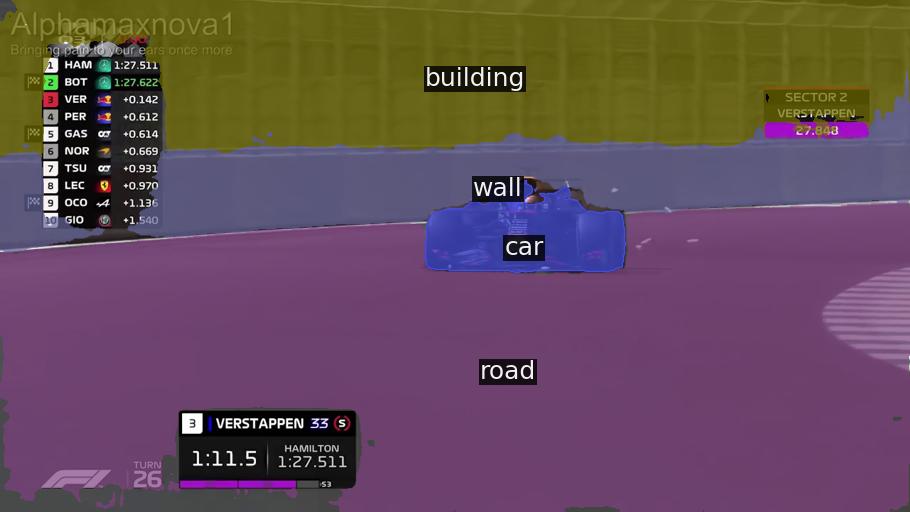 Alphamaxnova1
Bringing pain to your ears once more
1 HAM 1:27.511
2 BOT 1:27.622
3 VER +0.142
4 PER +0.612
5 GAS +0.614
6 NOR +0.669
7 TSU +0.931
8 LEC +0.970
9 OCO +1.136
10 GIO +1.540
SECTOR 2
VERSTAPPEN
27.848
building
wall
car
road
3 VERSTAPPEN 33 S
1:11.5
HAMILTON
1:27.511
S3
F1
TURN
26